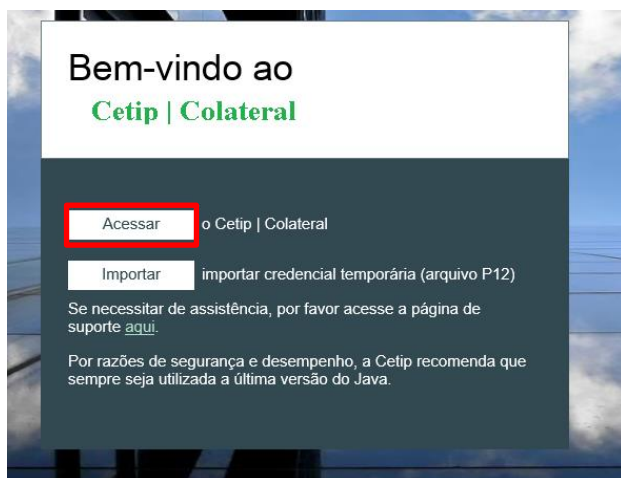 Bem-vindo ao
Cetip | Colateral
Acessar o Cetip | Colateral
Importar importar credencial temporária (arquivo P12)
Se necessitar de assistência, por favor acesse a página de
suporte aqui.
Por razões de segurança e desempenho, a Cetip recomenda que
sempre seja utilizada a última versão do Java.